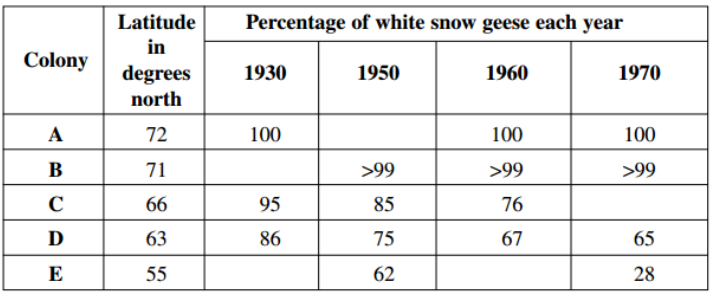 Colony Latitude in degrees north Percentage of white snow geese each year
1930 1950 1960 1970
A 72 100 100 100
B 71 >99 >99 >99
C 66 95 85 76
D 63 86 75 67 65
E 55 62 28